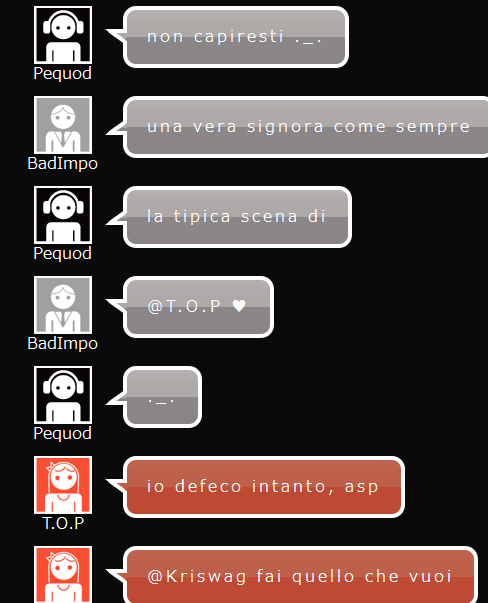 non capiresti ._.
Pequod
una vera signora come sempre
BadImpo
la tipica scena di
Pequod
@T.O.P ♥
BadImpo
._.
Pequod
io defeco intanto, asp
T.O.P
@Kriswag fai quello che vuoi